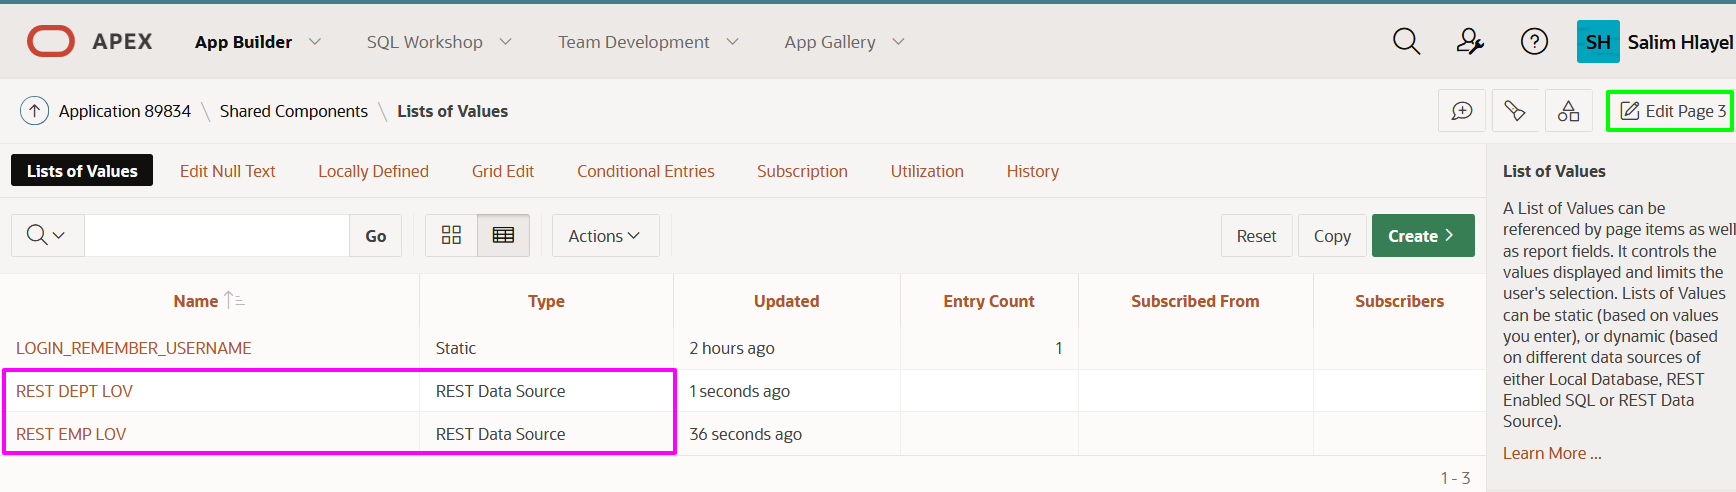 APEX App Builder SQL Workshop Team Development App Gallery SH Salim Hlayel
Application 89834 \ Shared Components \ Lists of Values Edit Page 3
Lists of Values Edit Null Text Locally Defined Grid Edit Conditional Entries Subscription Utilization History
Go Actions Reset Copy Create >
Name Type Updated Entry Count Subscribed From Subscribers
LOGIN_REMEMBER_USERNAME Static 2 hours ago 1
REST DEPT LOV REST Data Source 1 seconds ago
REST EMP LOV REST Data Source 36 seconds ago
1 - 3
List of Values
A List of Values can be
referenced by page items as well
as report fields. It controls the
values displayed and limits the
user's selection. Lists of Values
can be static (based on values
you enter), or dynamic (based
on different data sources of
either Local Database, REST
Enabled SQL or REST Data
Source).
Learn More ...